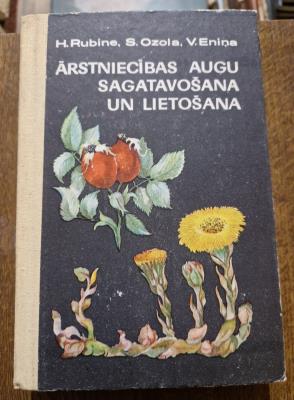 H. Rubine, S. Ozola, V. Eniņa
ĀRSTNIECĪBAS AUGU
SAGATAVOŠANA
UN LIETOŠANA